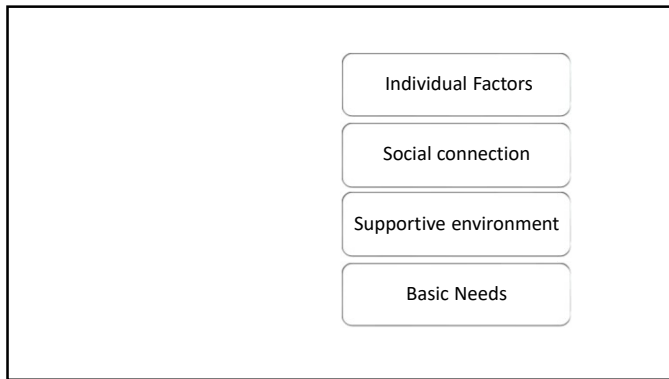 Individual Factors
Social connection
Supportive environment
Basic Needs